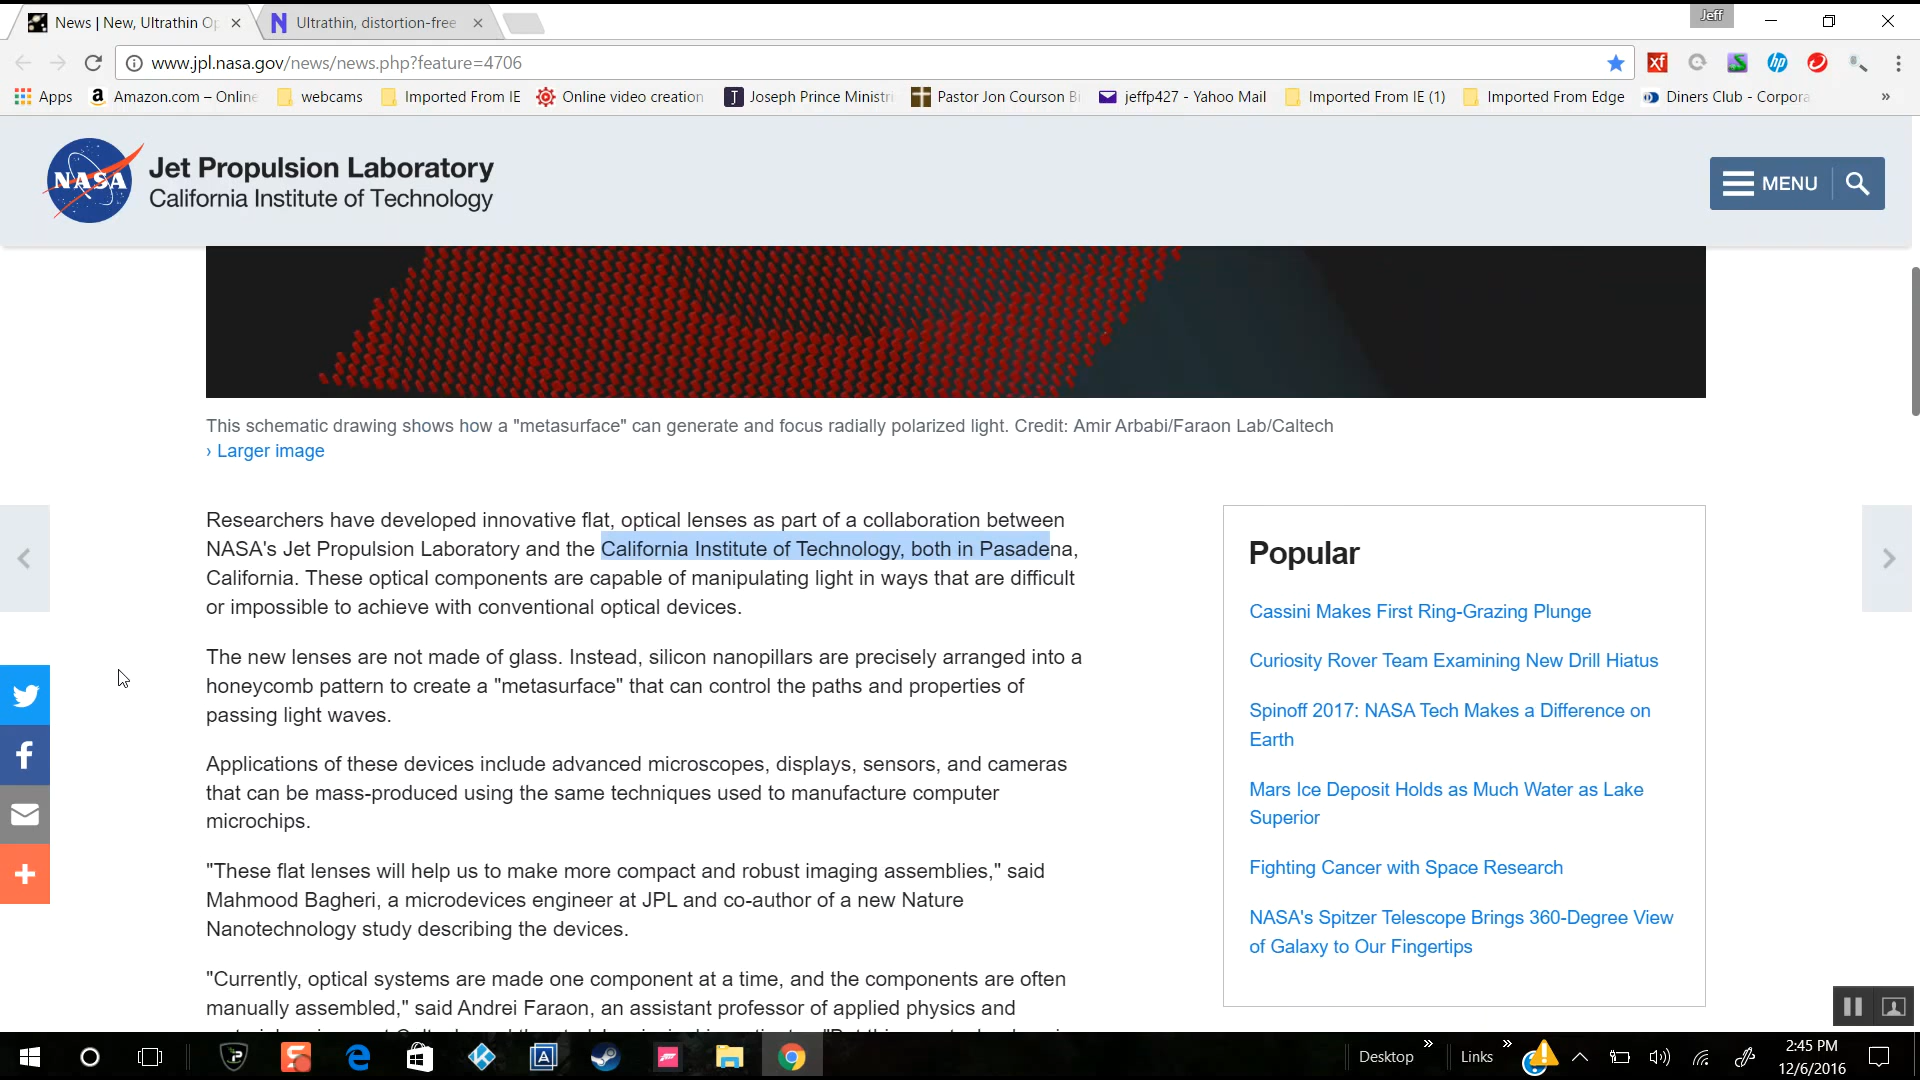 News | New, Ultrathin Op
Ultrathin, distortion-free
Jeff
www.jpl.nasa.gov/news/news.php?feature=4706
Apps
Amazon.com – Online
webcams
Imported From IE
Online video creation
Joseph Prince Ministri
Pastor Jon Courson Bi
jeffp427 - Yahoo Mail
Imported From IE (1)
Imported From Edge
Diners Club - Corpora
NASA
Jet Propulsion Laboratory
California Institute of Technology
MENU
This schematic drawing shows how a "metasurface" can generate and focus radially polarized light. Credit: Amir Arbabi/Faraon Lab/Caltech
› Larger image
Researchers have developed innovative flat, optical lenses as part of a collaboration between
NASA's Jet Propulsion Laboratory and the California Institute of Technology, both in Pasadena,
California. These optical components are capable of manipulating light in ways that are difficult
or impossible to achieve with conventional optical devices.
The new lenses are not made of glass. Instead, silicon nanopillars are precisely arranged into a
honeycomb pattern to create a "metasurface" that can control the paths and properties of
passing light waves.
Applications of these devices include advanced microscopes, displays, sensors, and cameras
that can be mass-produced using the same techniques used to manufacture computer
microchips.
"These flat lenses will help us to make more compact and robust imaging assemblies," said
Mahmood Bagheri, a microdevices engineer at JPL and co-author of a new Nature
Nanotechnology study describing the devices.
"Currently, optical systems are made one component at a time, and the components are often
manually assembled," said Andrei Faraon, an assistant professor of applied physics and
Popular
Cassini Makes First Ring-Grazing Plunge
Curiosity Rover Team Examining New Drill Hiatus
Spinoff 2017: NASA Tech Makes a Difference on
Earth
Mars Ice Deposit Holds as Much Water as Lake
Superior
Fighting Cancer with Space Research
NASA's Spitzer Telescope Brings 360-Degree View
of Galaxy to Our Fingertips
Desktop
Links
2:45 PM
12/6/2016